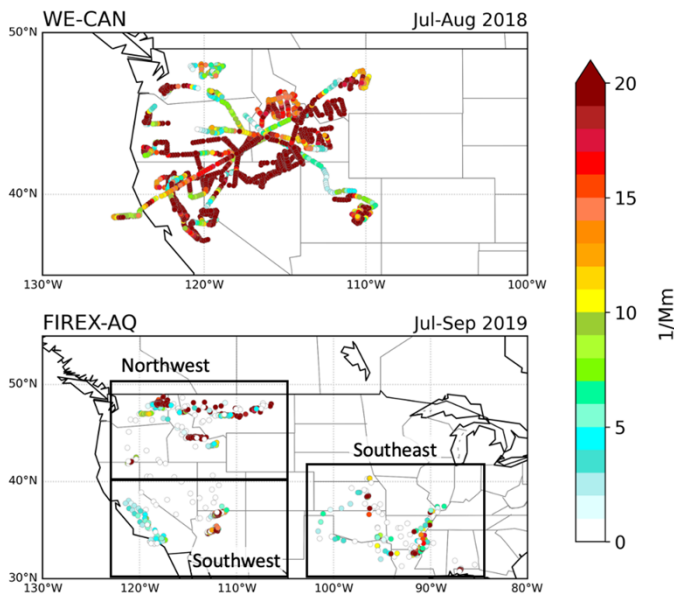 WE-CAN Jul-Aug 2018
50°N
40°N
130°W 120°W 110°W 100°W
FIREX-AQ Jul-Sep 2019
Northwest
50°N
Southeast
40°N
Southwest
30°N
130°W 120°W 110°W 100°W 90°W 80°W
20
15
10
5
0
1/Mm